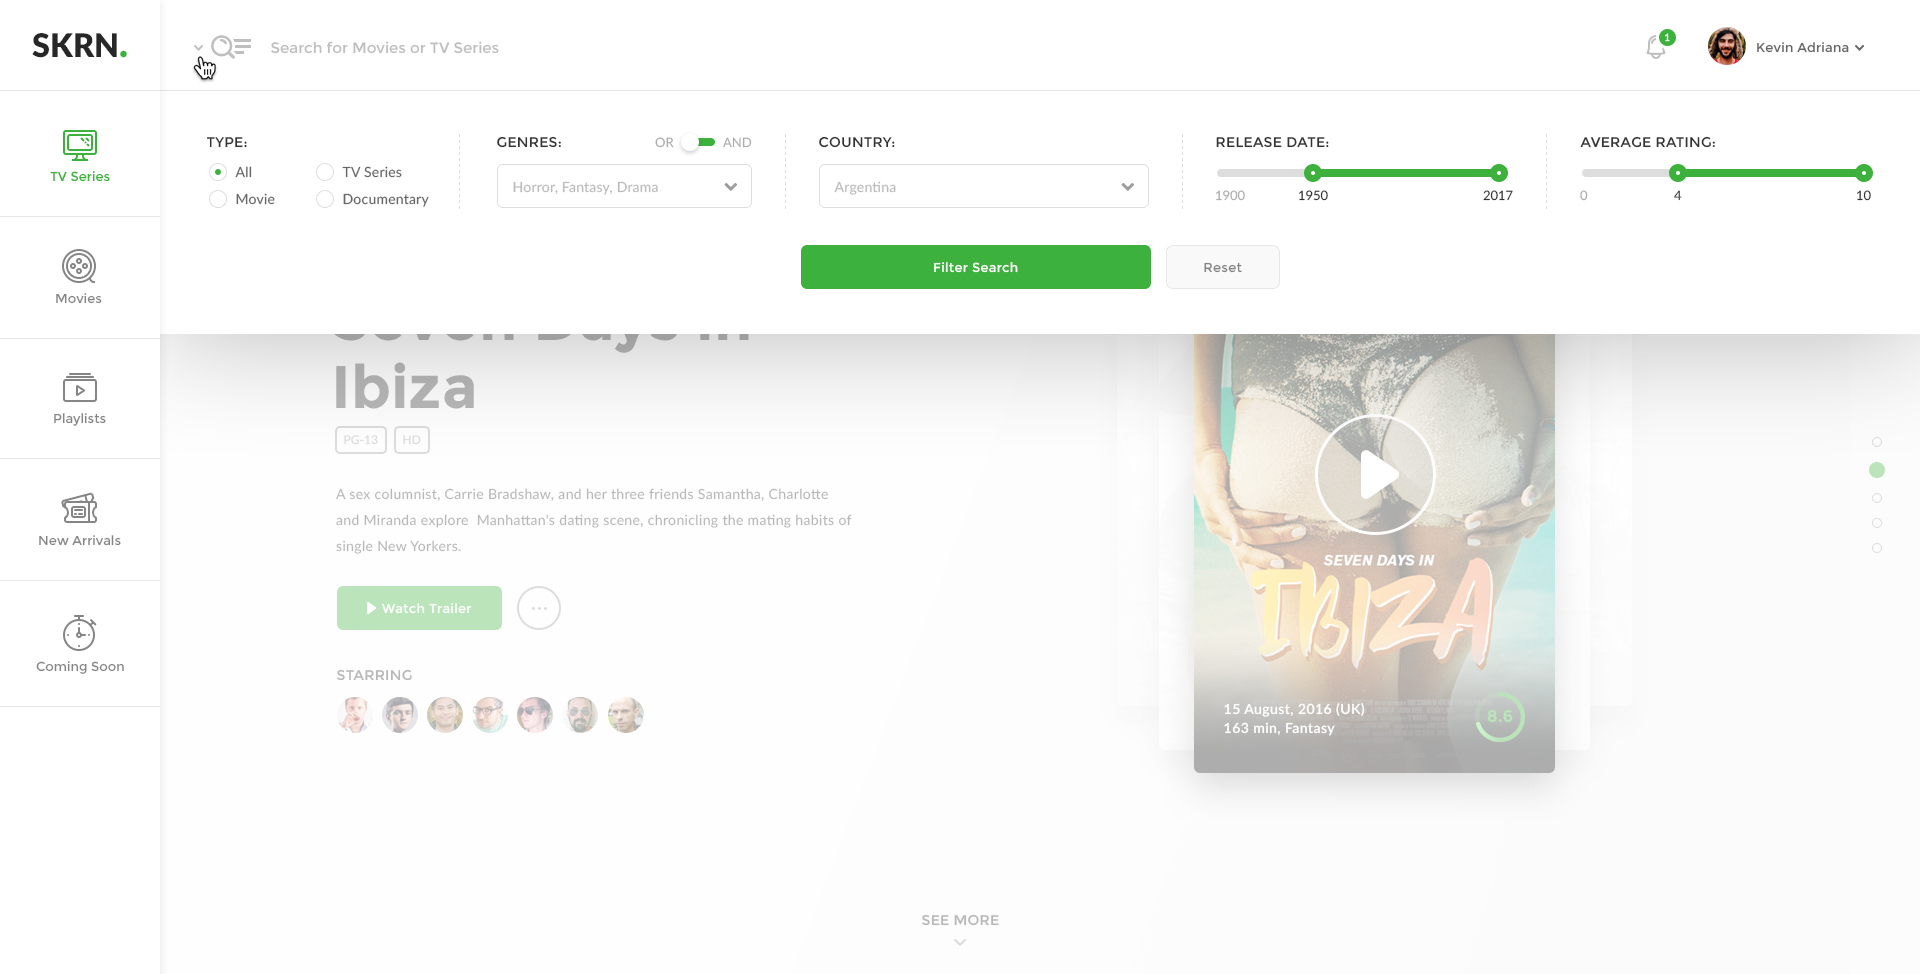 SKRN.
Search for Movies or TV Series
1
Kevin Adriana
TV Series
Movies
Playlists
New Arrivals
Coming Soon
TYPE:
All
TV Series
Movie
Documentary
GENRES:
OR
AND
Horror, Fantasy, Drama
COUNTRY:
Argentina
RELEASE DATE:
1900
1950
2017
AVERAGE RATING:
0
4
10
Filter Search
Reset
Seven Days in
Ibiza
PG-13
HD
A sex columnist, Carrie Bradshaw, and her three friends Samantha, Charlotte
and Miranda explore  Manhattan's dating scene, chronicling the mating habits of
single New Yorkers.
Watch Trailer
STARRING
SEVEN DAYS IN
IBIZA
15 August, 2016 (UK)
163 min, Fantasy
8.6
SEE MORE